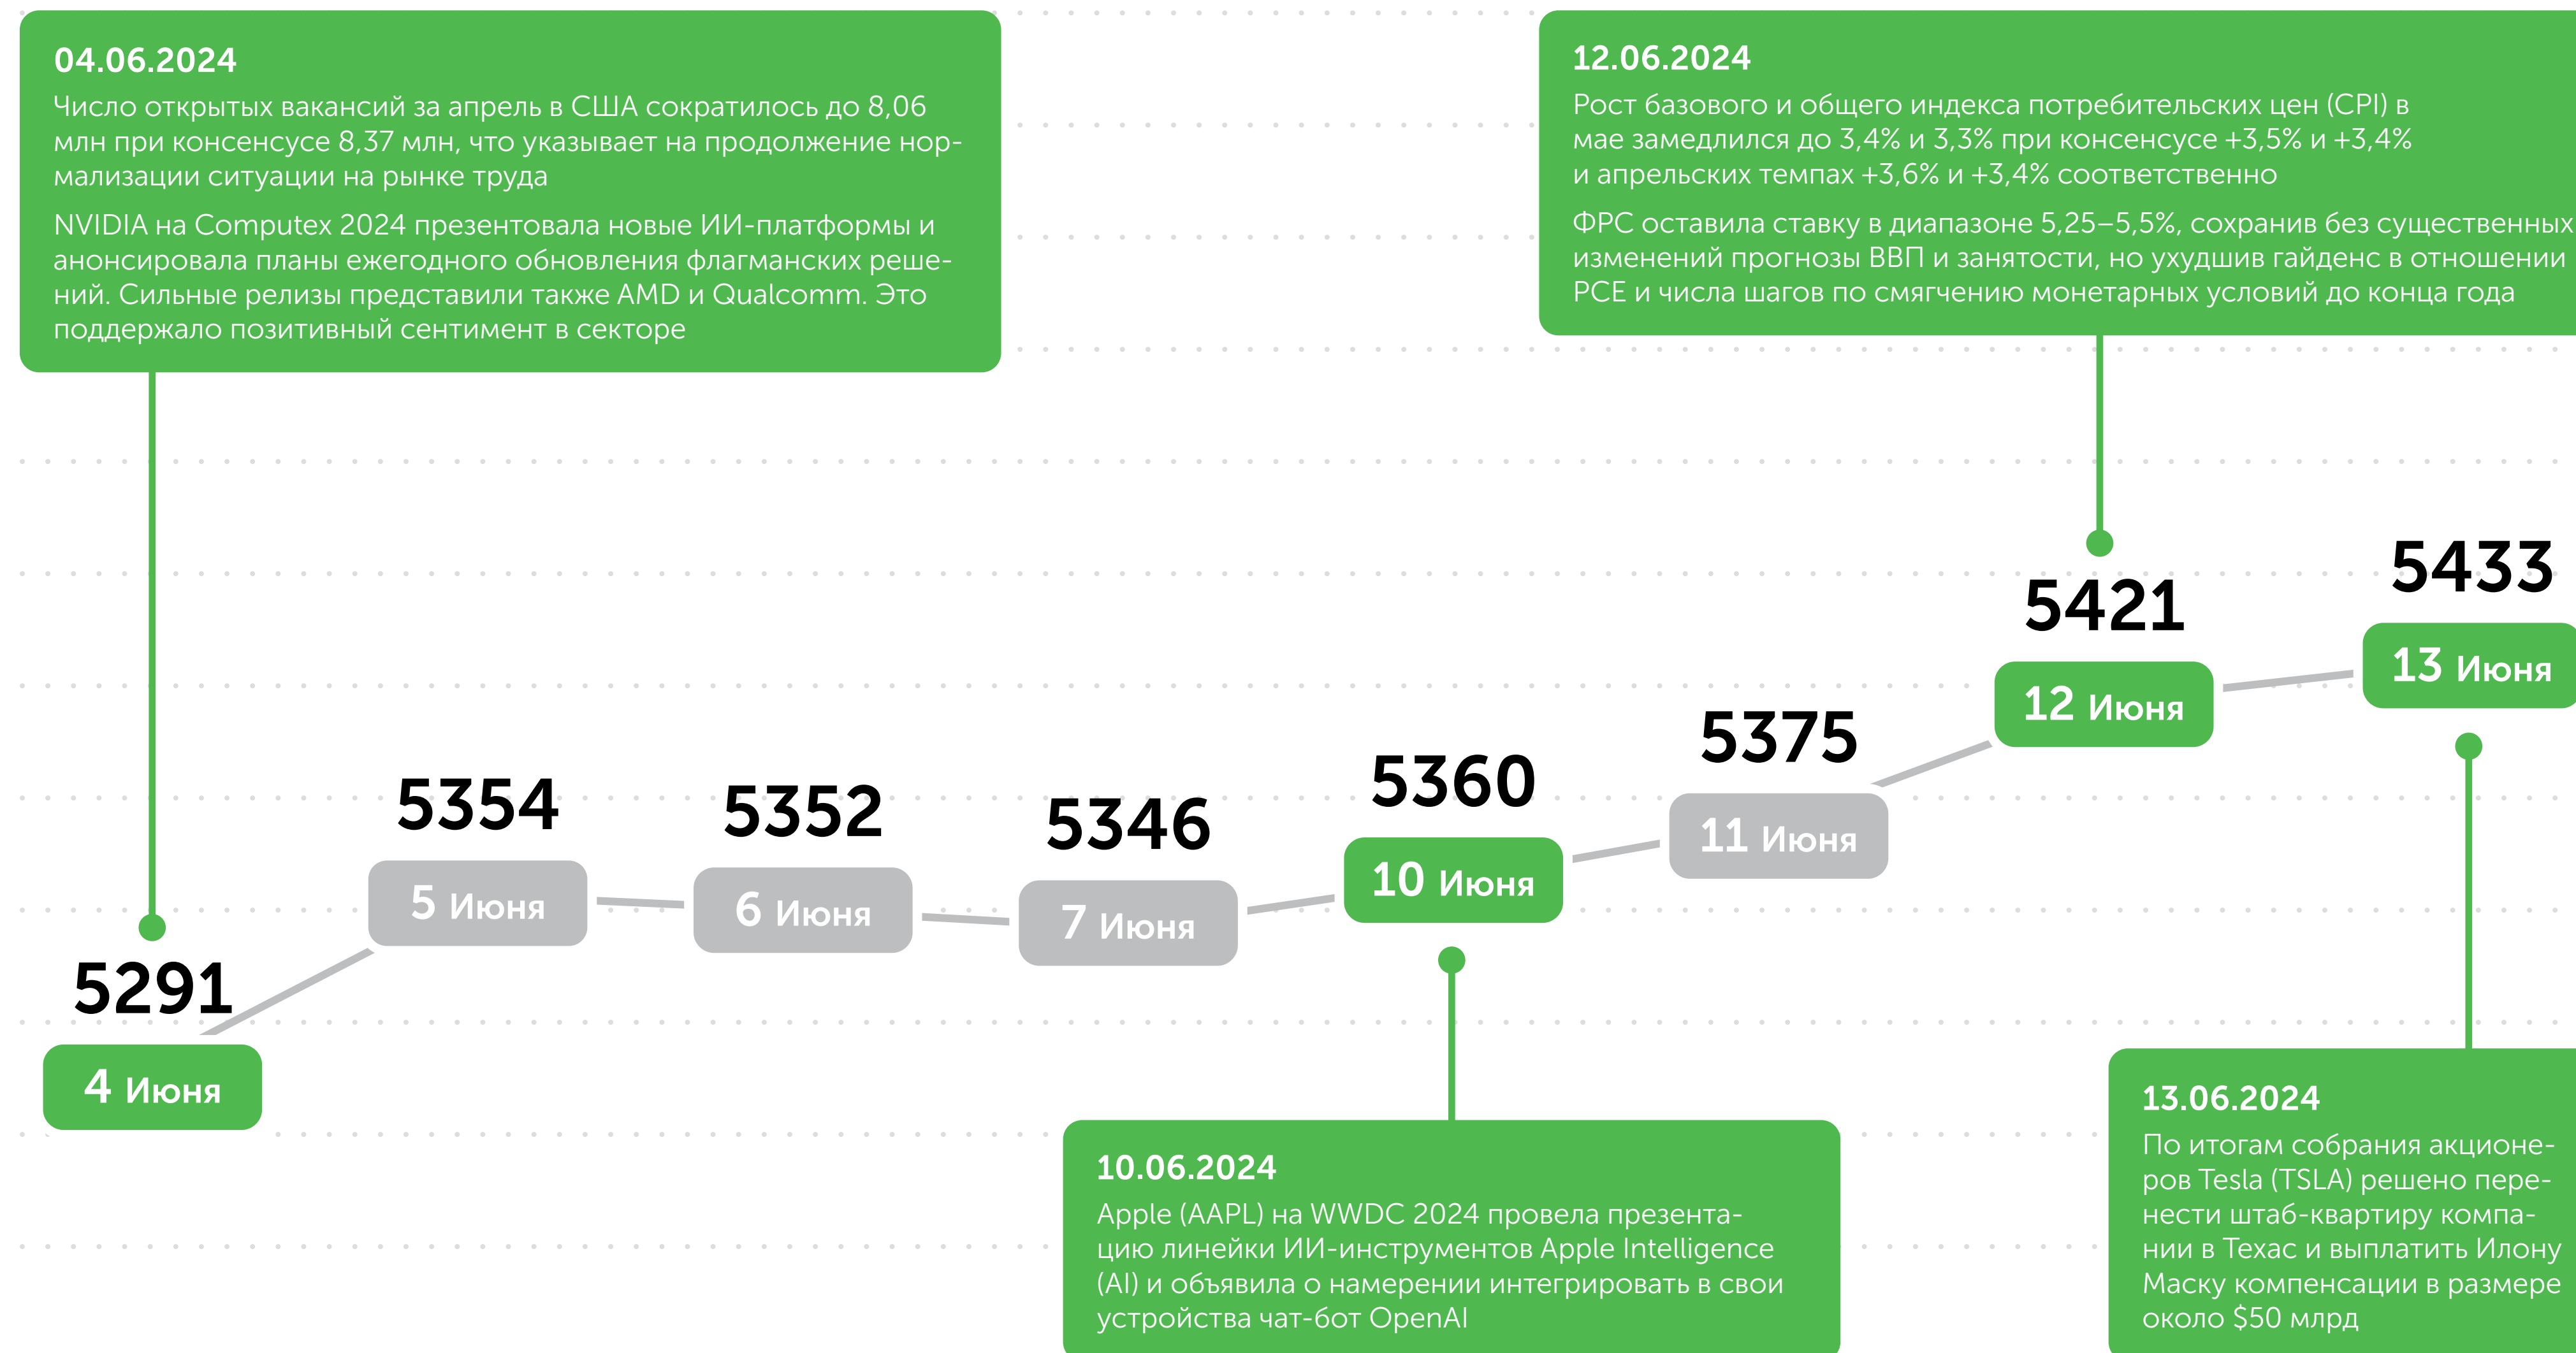 04.06.2024
Число открытых вакансий за апрель в США сократилось до 8,06
млн при консенсусе 8,37 млн, что указывает на продолжение нор-
мализации ситуации на рынке труда
NVIDIA на Computex 2024 презентовала новые ИИ-платформы и
анонсировала планы ежегодного обновления флагманских реше-
ний. Сильные релизы представили также AMD и Qualcomm. Это
поддержало позитивный сентимент в секторе
12.06.2024
Рост базового и общего индекса потребительских цен (CPI) в
мае замедлился до 3,4% и 3,3% при консенсусе +3,5% и +3,4%
и апрельских темпах +3,6% и +3,4% соответственно
ФРС оставила ставку в диапазоне 5,25–5,5%, сохранив без существенных
изменений прогнозы ВВП и занятости, но ухудшив гайденс в отношении
PCE и числа шагов по смягчению монетарных условий до конца года
5291
4 Июня
5354
5 Июня
5352
6 Июня
5346
7 Июня
5360
10 Июня
5375
11 Июня
5421
12 Июня
5433
13 Июня
10.06.2024
Apple (AAPL) на WWDC 2024 провела презента-
цию линейки ИИ-инструментов Apple Intelligence
(AI) и объявила о намерении интегрировать в свои
устройства чат-бот OpenAI
13.06.2024
По итогам собрания акционе-
ров Tesla (TSLA) решено пере-
нести штаб-квартиру компа-
нии в Техас и выплатить Илону
Маску компенсации в размере
около $50 млрд